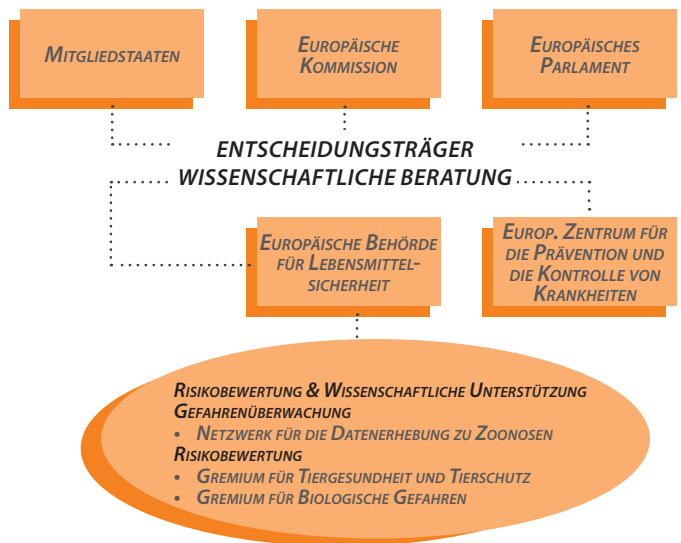 Mitgliedstaaten
Europäische
Kommission
Europäisches
Parlament
ENTSCHEIDUNGSTRÄGER
WISSENSCHAFTLICHE BERATUNG
Europäische Behörde
für Lebensmittel-
sicherheit
Europ. Zentrum für
die Prävention und
die Kontrolle von
Krankheiten
Risikobewertung & Wissenschaftliche Unterstützung
Gefahrenüberwachung
• Netzwerk für die Datenerhebung zu Zoonosen
Risikobewertung
• Gremium für Tiergesundheit und Tierschutz
• Gremium für Biologische Gefahren